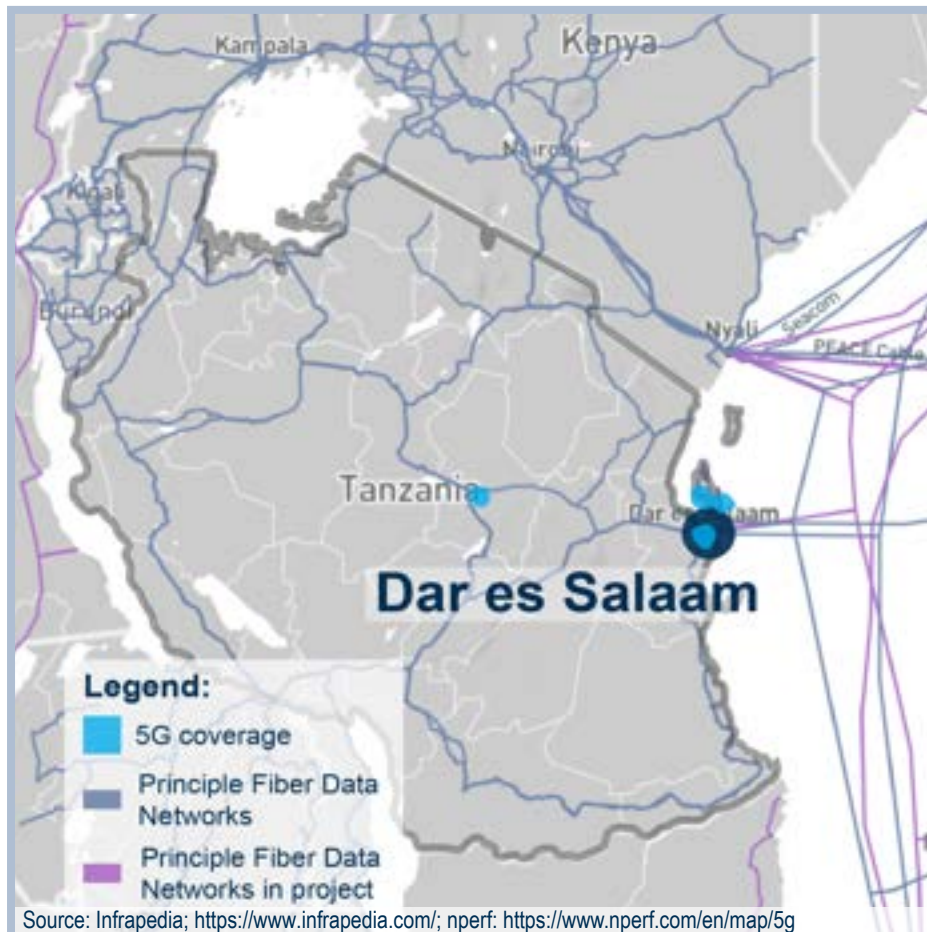 Kampala
Kenya
Nairobi
Kigali
Burundi
Nyali
Seacom
PEACE Cable
Tanzania
Dar es Salaam
Dar es Salaam
Legend:
5G coverage
Principle Fiber Data
Networks
Principle Fiber Data
Networks in project
Source: Infrapedia; https://www.infrapedia.com/; nperf: https://www.nperf.com/en/map/5g